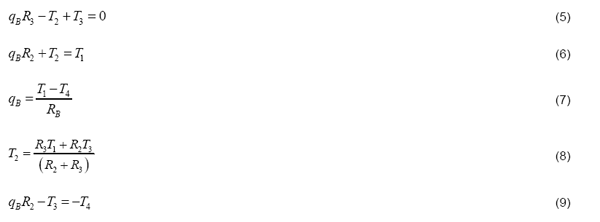 q_B R_3 − T_2 + T_3 = 0 (5)
q_B R_2 + T_2 = T_1 (6)
q_B = (T_1 − T_4) / R_B (7)
T_2 = (R_3 T_1 + R_2 T_3) / (R_2 + R_3) (8)
q_B R_2 − T_3 = −T_4 (9)